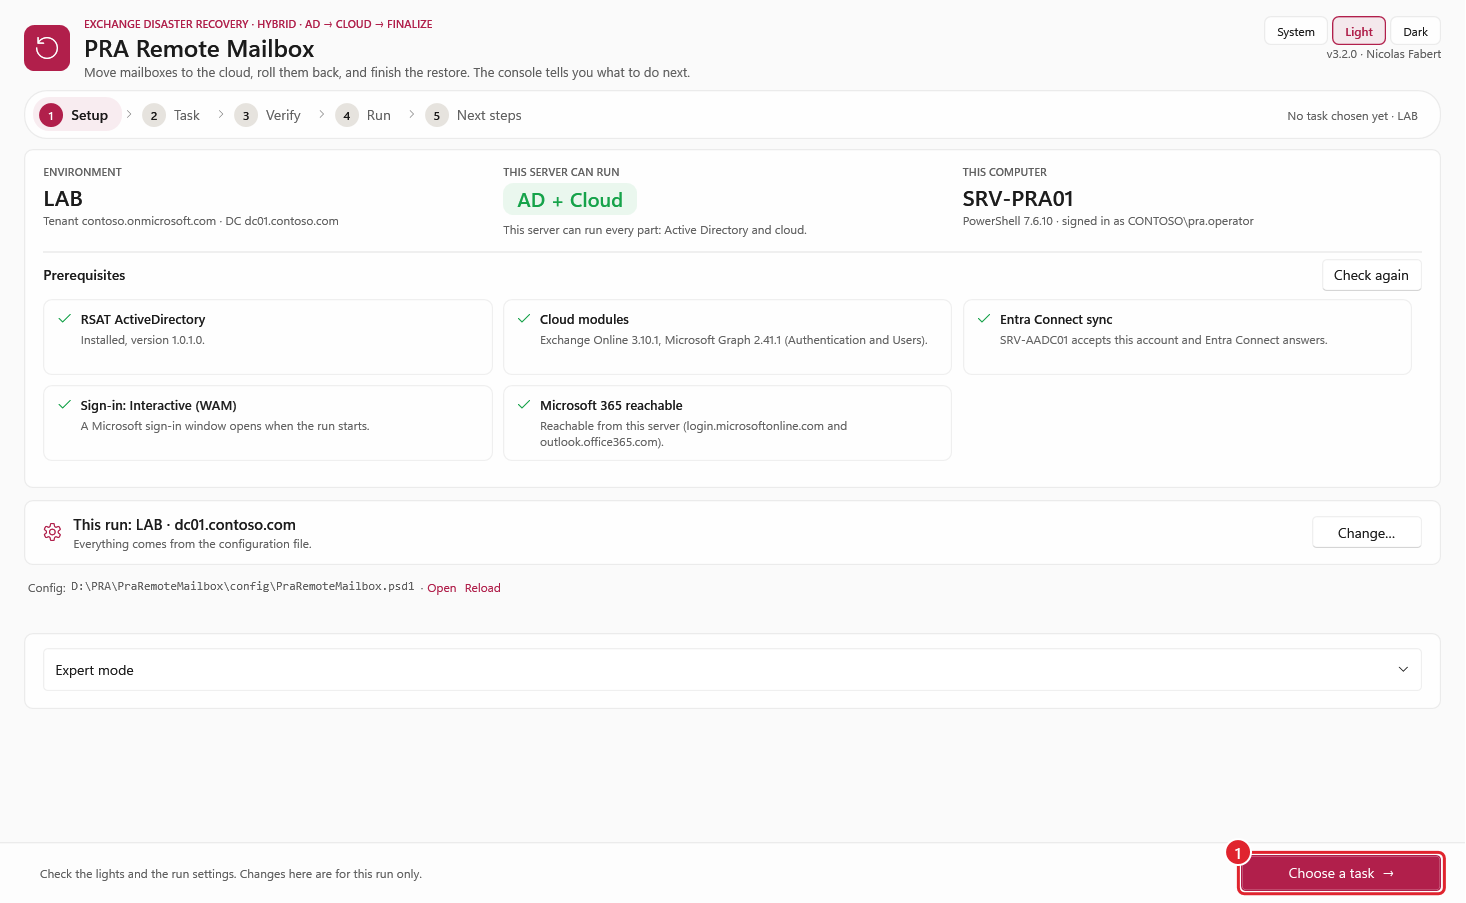 EXCHANGE DISASTER RECOVERY · HYBRID · AD → CLOUD → FINALIZE
PRA Remote Mailbox
Move mailboxes to the cloud, roll them back, and finish the restore. The console tells you what to do next.
System
Light
Dark
v3.2.0 · Nicolas Fabert
1 Setup
2 Task
3 Verify
4 Run
5 Next steps
No task chosen yet · LAB
ENVIRONMENT
LAB
Tenant contoso.onmicrosoft.com · DC dc01.contoso.com
THIS SERVER CAN RUN
AD + Cloud
This server can run every part: Active Directory and cloud.
THIS COMPUTER
SRV-PRA01
PowerShell 7.6.10 · signed in as CONTOSO\pra.operator
Prerequisites
Check again
RSAT ActiveDirectory
Installed, version 1.0.1.0.
Cloud modules
Exchange Online 3.10.1, Microsoft Graph 2.41.1 (Authentication and Users).
Entra Connect sync
SRV-AADC01 accepts this account and Entra Connect answers.
Sign-in: Interactive (WAM)
A Microsoft sign-in window opens when the run starts.
Microsoft 365 reachable
Reachable from this server (login.microsoftonline.com and
outlook.office365.com).
This run: LAB · dc01.contoso.com
Everything comes from the configuration file.
Change...
Config: D:\PRA\PraRemoteMailbox\config\PraRemoteMailbox.psd1 · Open Reload
Expert mode
Check the lights and the run settings. Changes here are for this run only.
1
Choose a task →